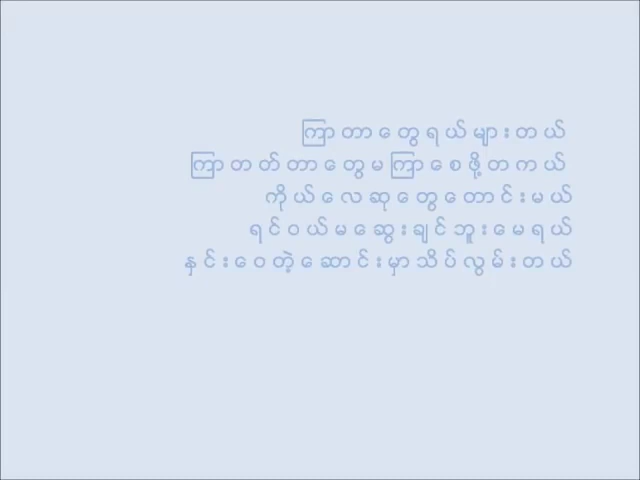 ကြာတာတွေရယ်များတယ်
ကြာတတ်တာတွေမကြာစေဖို့တကယ်
ကိုယ်လေဆုတွေတောင်းမယ်
ရင်ဝယ်မဆွေးချင်ဘူးမေရယ်
နှင်းဝေတဲ့ဆောင်းမှာသိပ်လွမ်းတယ်